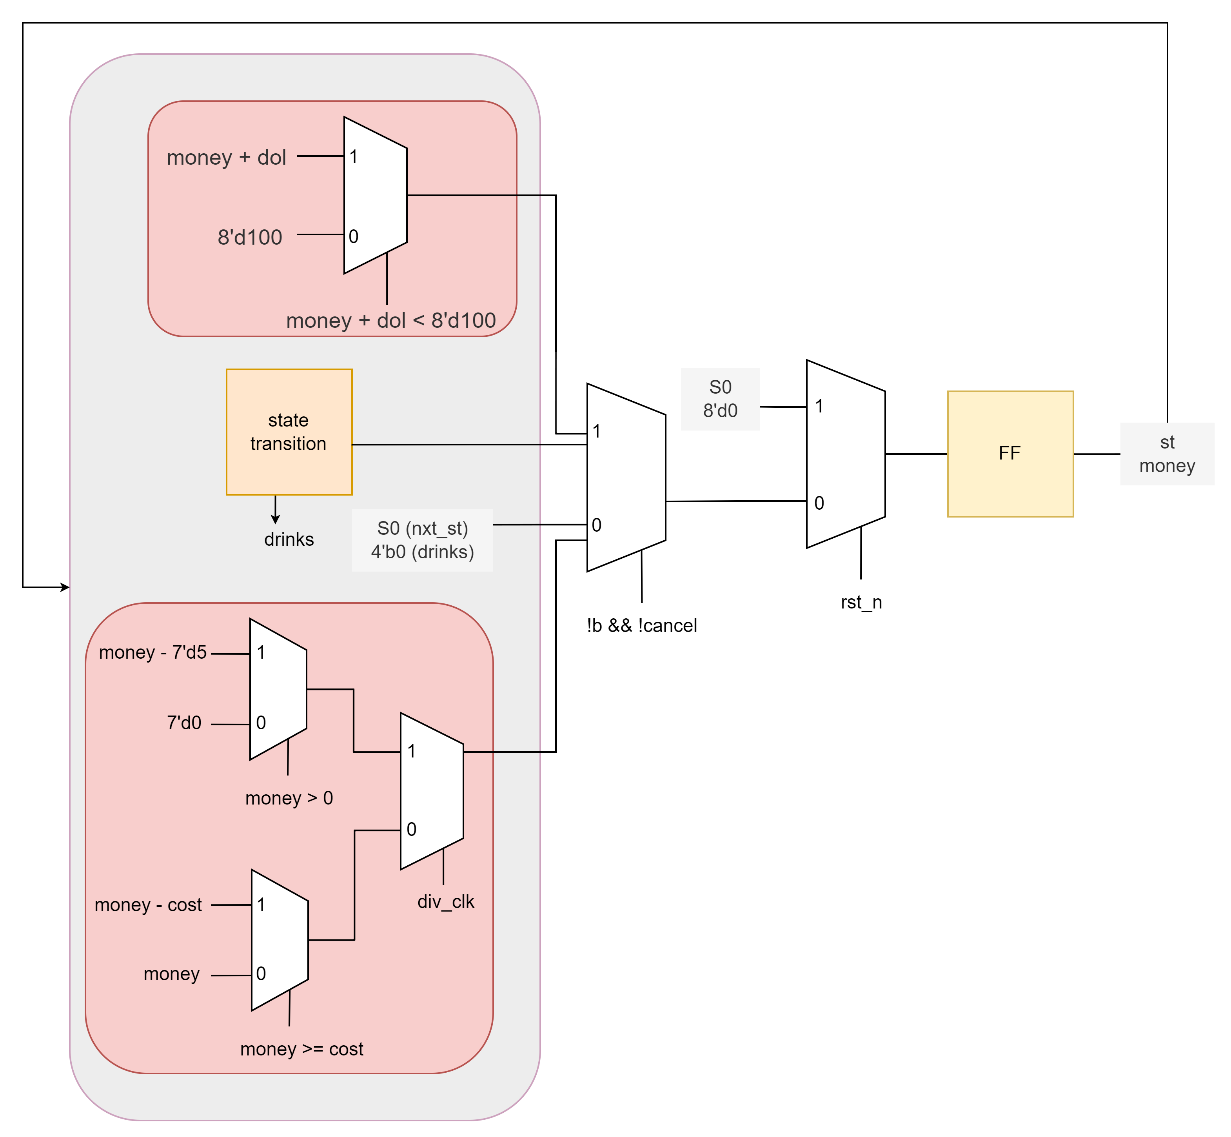 money + dol
1
8'd100
0
money + dol < 8'd100
state
transition
drinks
S0 (nxt_st)
4'b0 (drinks)
1
0
!b && !cancel
S0
8'd0
1
0
rst_n
FF
st
money
money - 7'd5
1
7'd0
0
money > 0
1
0
div_clk
money - cost
1
money
0
money >= cost